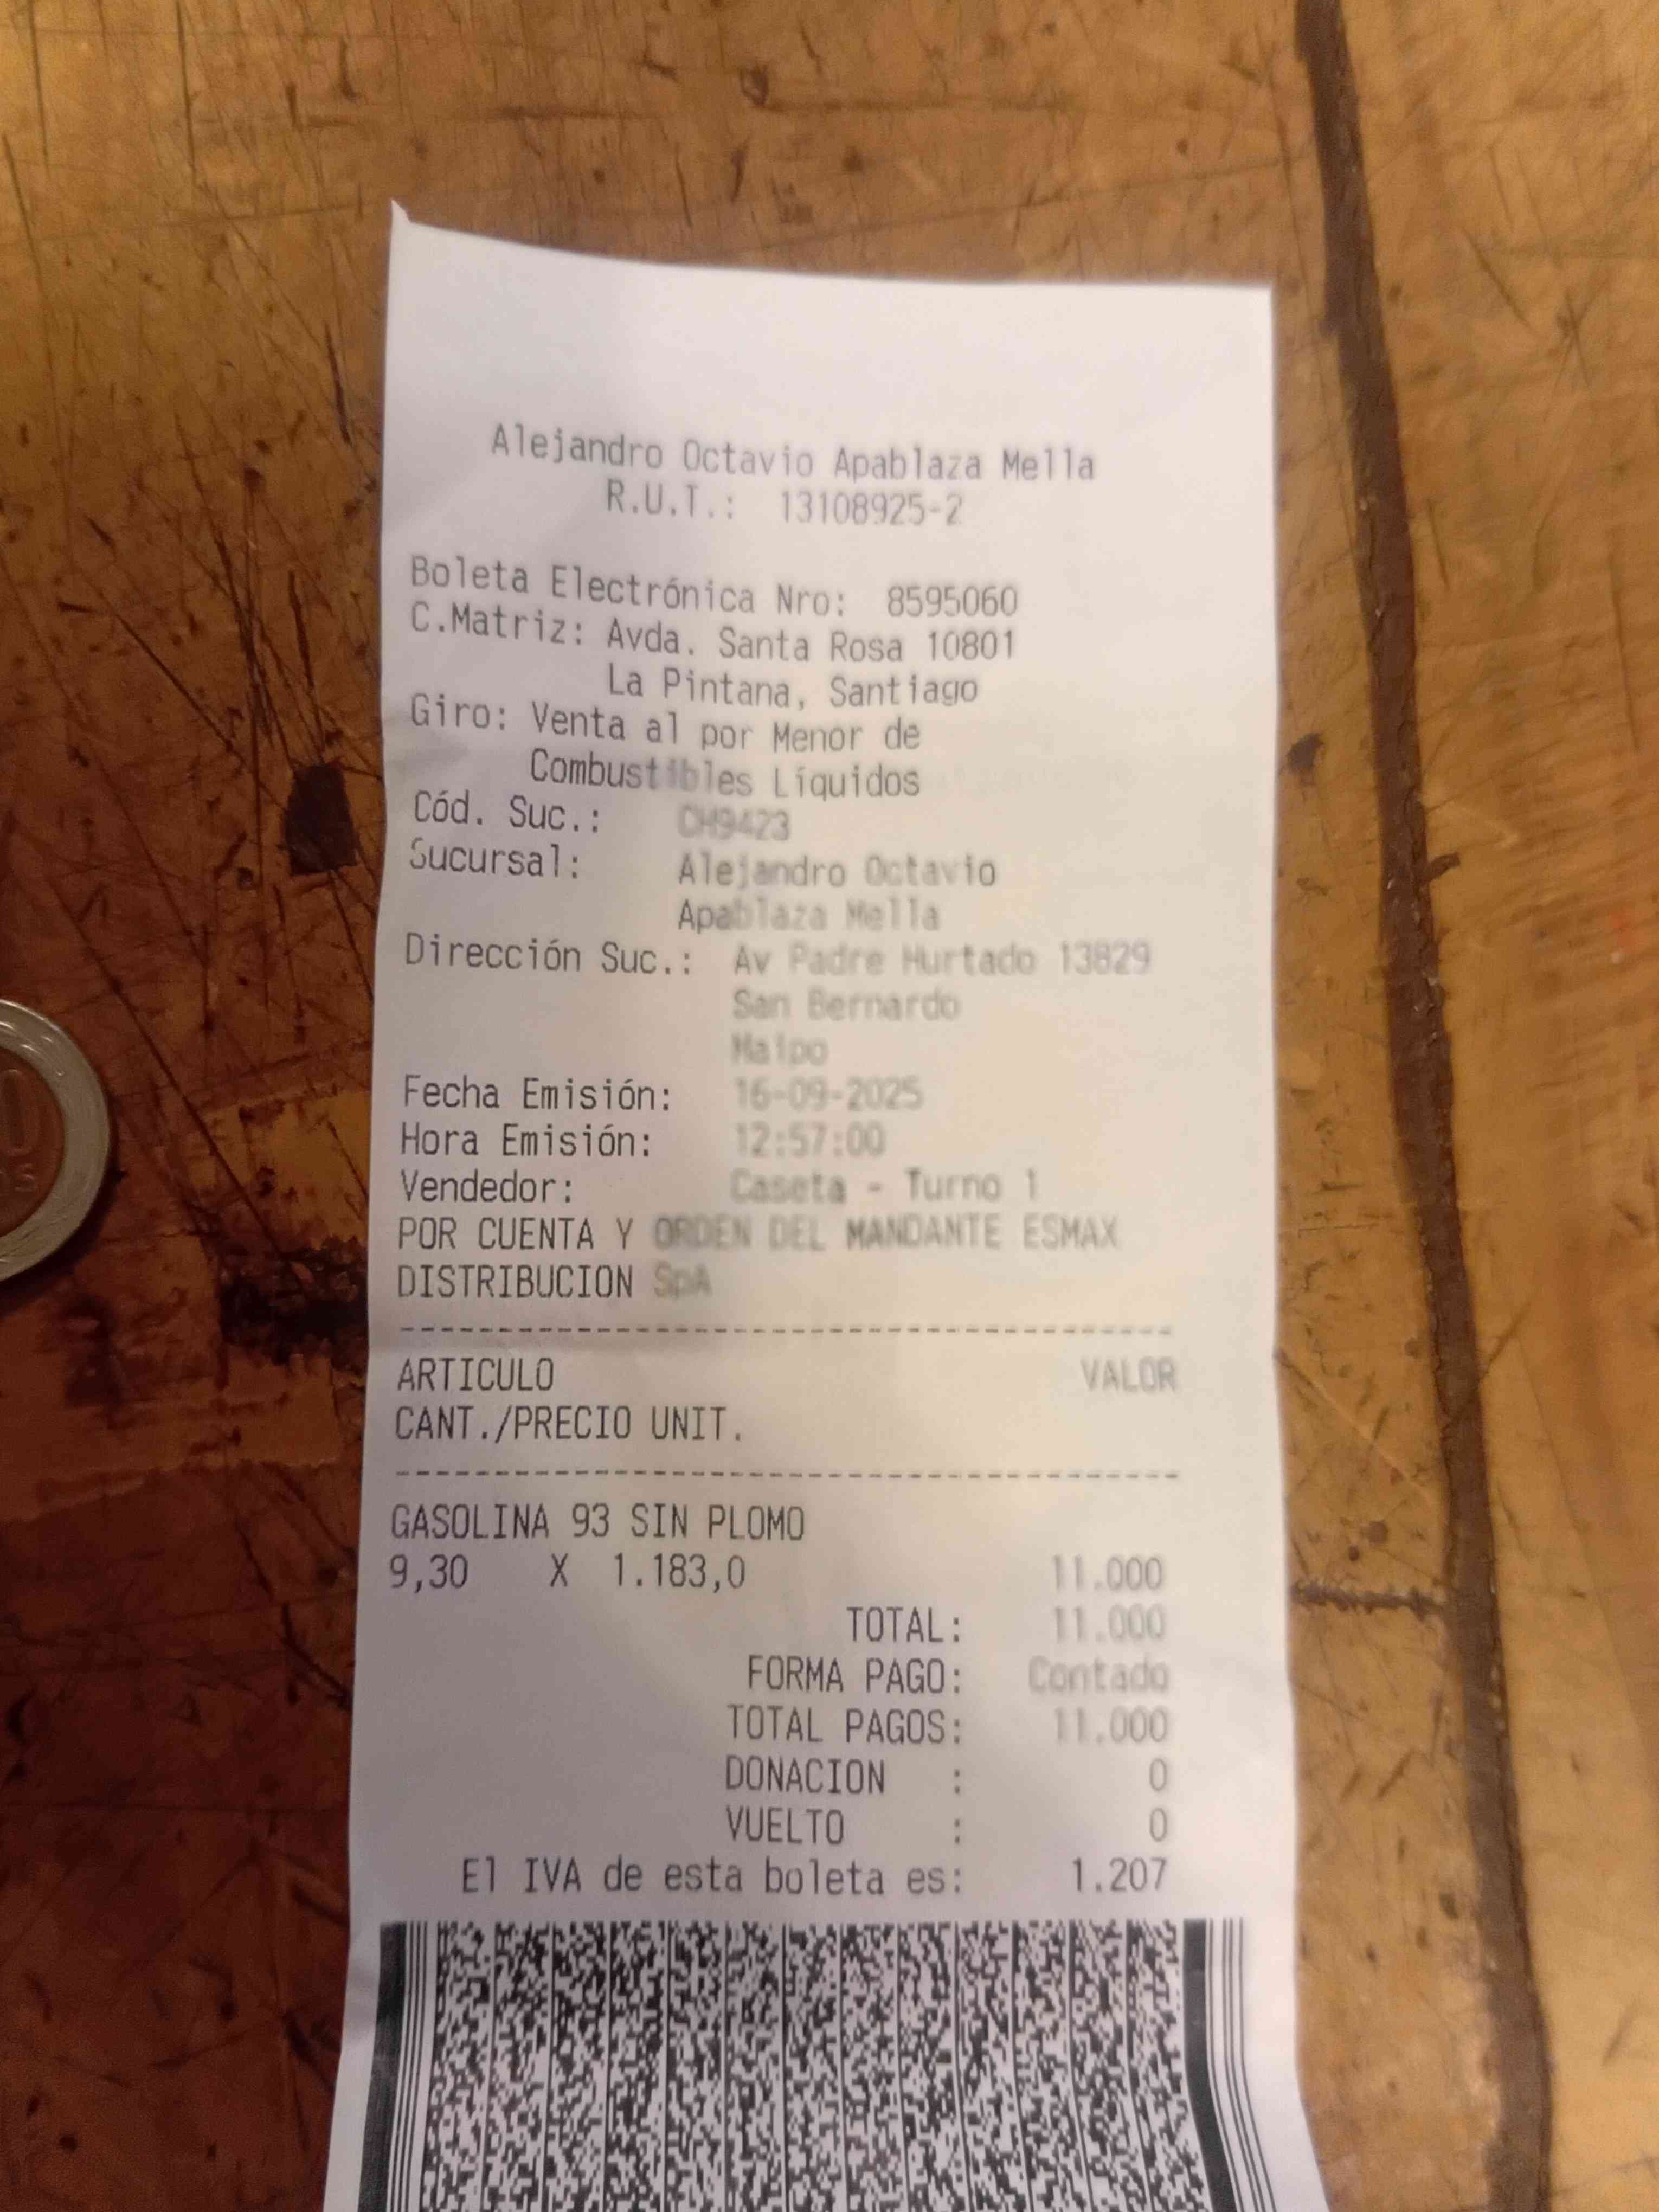 Alejandro Octavio Apablaza Mella
R.U.T.: 13108925-2
Boleta Electrónica Nro: 8595060
C.Matriz: Avda. Santa Rosa 10801
La Pintana, Santiago
Giro: Venta al por Menor de
Combustibles Líquidos
Cód. Suc.: CH9423
Sucursal: Alejandro Octavio
Apablaza Mella
Dirección Suc.: Av Padre Hurtado 13829
San Bernardo
Maipo
Fecha Emisión: 16-09-2025
Hora Emisión: 12:57:00
Vendedor: Caseta - Turno 1
POR CUENTA Y ORDEN DEL MANDANTE ESMAX
DISTRIBUCION SpA
ARTICULO VALOR
CANT./PRECIO UNIT.
GASOLINA 93 SIN PLOMO
9,30 X 1.183,0 11.000
TOTAL: 11.000
FORMA PAGO: Contado
TOTAL PAGOS: 11.000
DONACION : 0
VUELTO : 0
El IVA de esta boleta es: 1.207